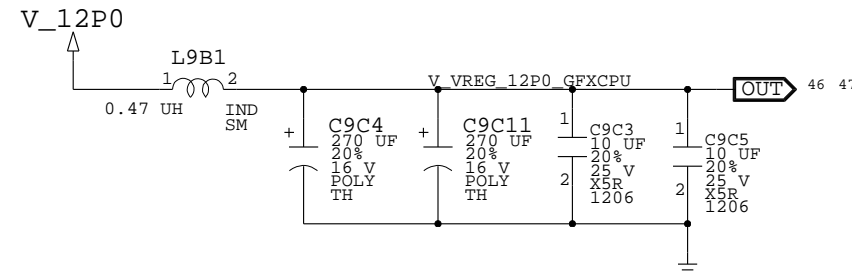 V_12P0
L9B1
1 2
0.47 UH
IND
SM
V_VREG_12P0_GFXCPU
OUT
46 47
+
C9C4
270 UF
20%
16 V
POLY
TH
+
C9C11
270 UF
20%
16 V
POLY
TH
1
2
C9C3
10 UF
20%
25 V
X5R
1206
1
2
C9C5
10 UF
20%
25 V
X5R
1206